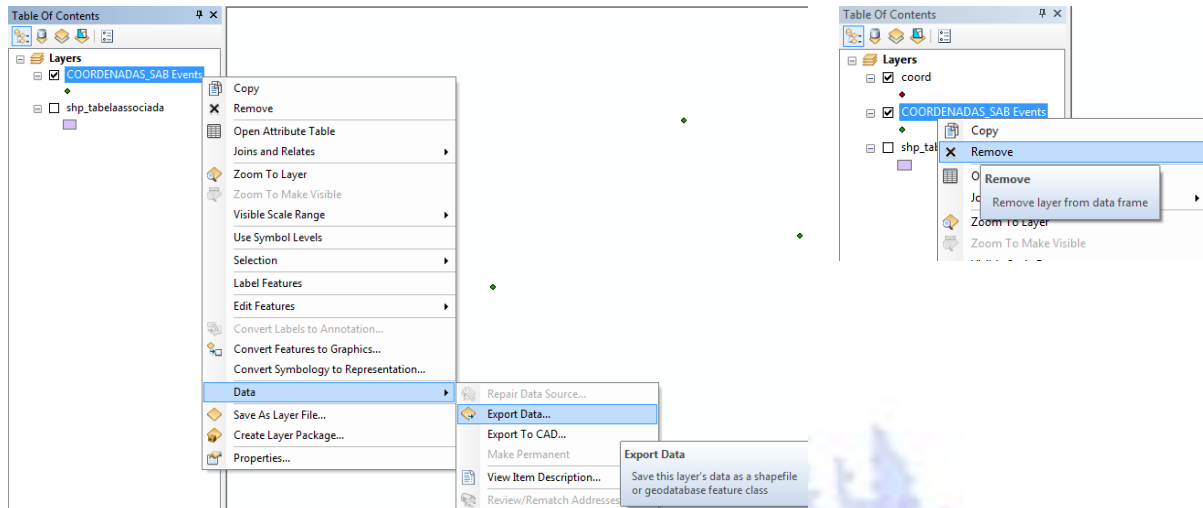 Table Of Contents
Layers
COORDENADAS_SAB Events
shp_tabelaassociada
Copy
Remove
Open Attribute Table
Joins and Relates
Zoom To Layer
Zoom To Make Visible
Visible Scale Range
Use Symbol Levels
Selection
Label Features
Edit Features
Convert Labels to Annotation...
Convert Features to Graphics...
Convert Symbology to Representation...
Data
Save As Layer File...
Create Layer Package...
Properties...
Repair Data Source...
Export Data...
Export To CAD...
Make Permanent
View Item Description...
Review/Rematch Addresses
Export Data
Save this layer's data as a shapefile
or geodatabase feature class
Table Of Contents
Layers
coord
COORDENADAS_SAB Events
shp_tab
Copy
Remove
O
Jo
Remove
Remove layer from data frame
Zoom To Layer
Zoom To Make Visible